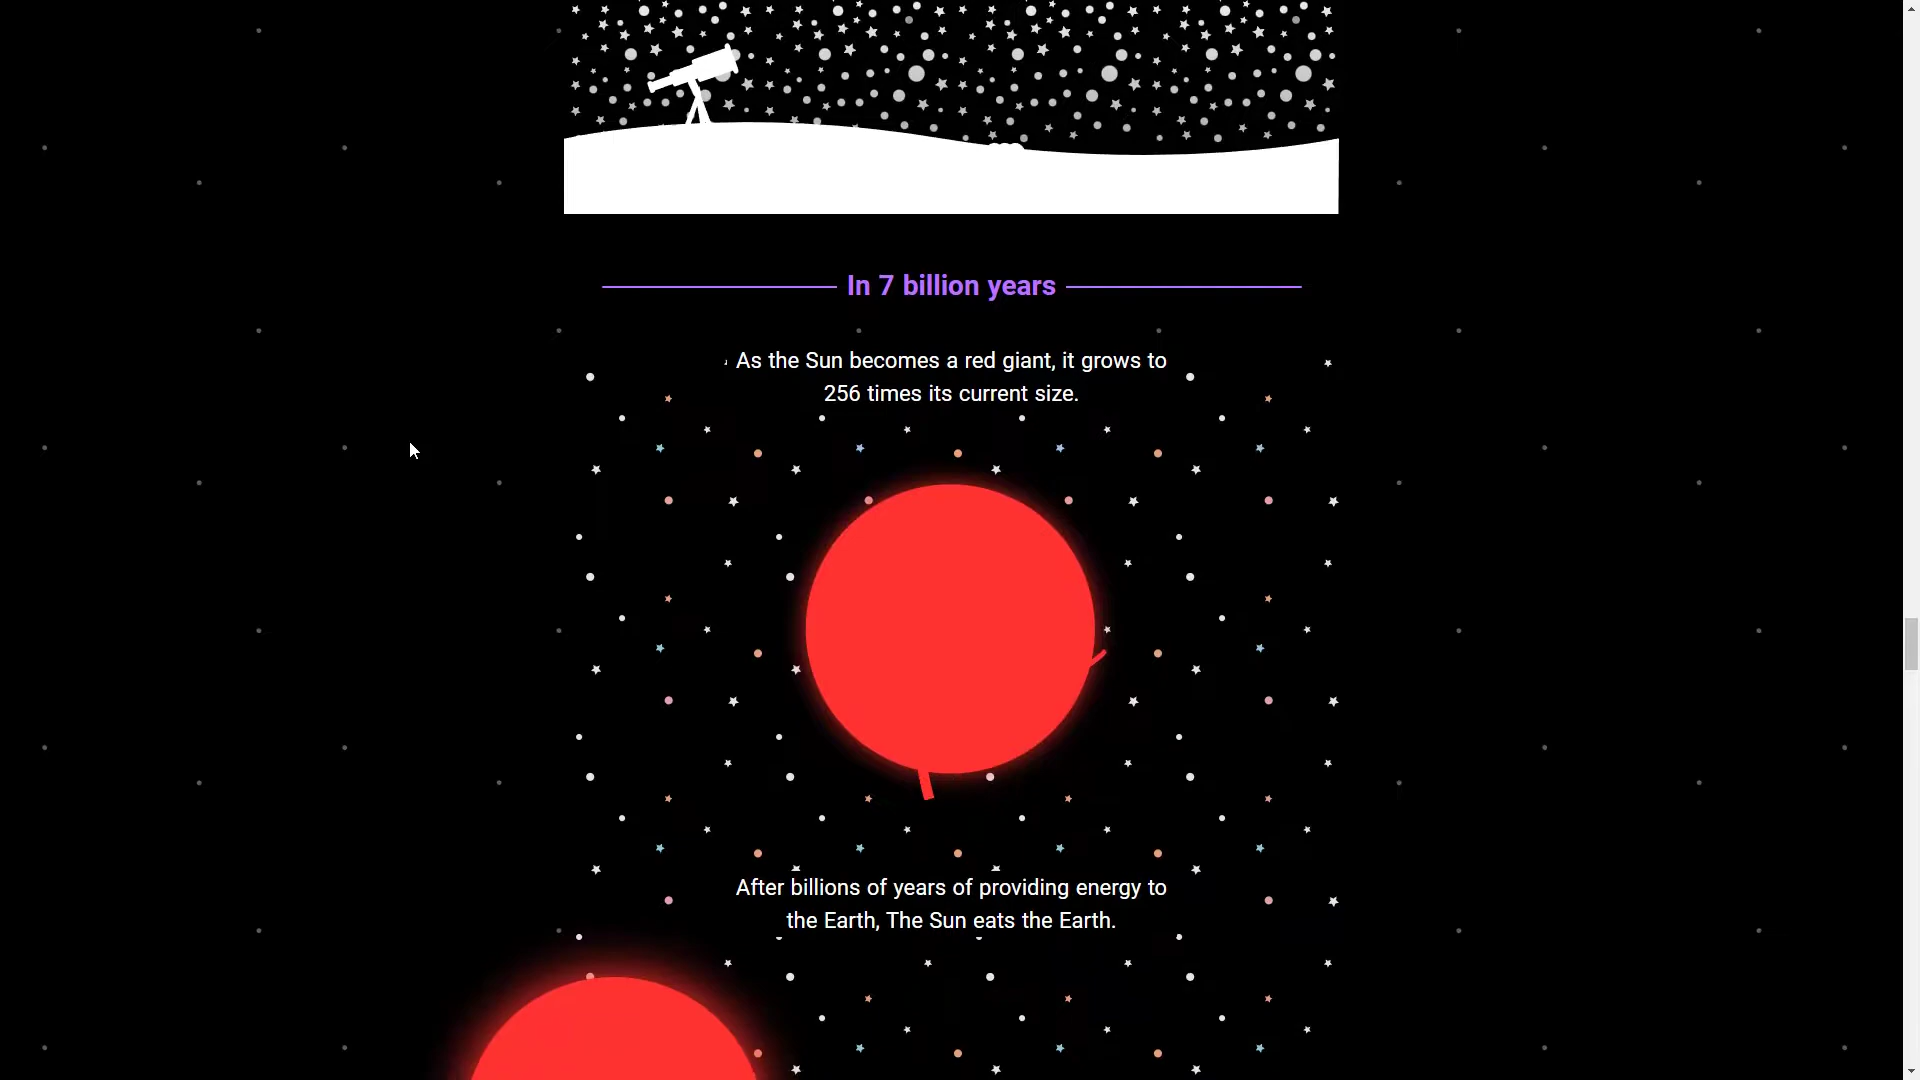 In 7 billion years
As the Sun becomes a red giant, it grows to
256 times its current size.
After billions of years of providing energy to
the Earth, The Sun eats the Earth.